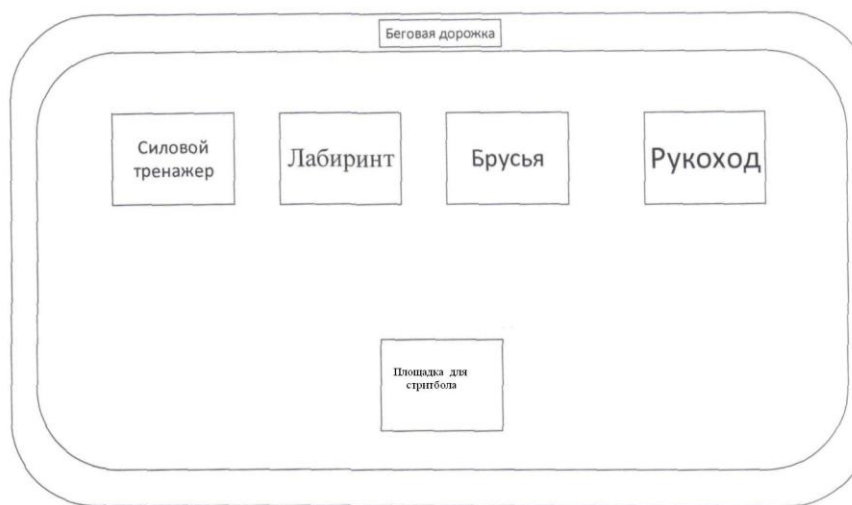 Беговая дорожка
Силовой
тренажер
Лабиринт
Брусья
Рукоход
Площадка для
стритбола